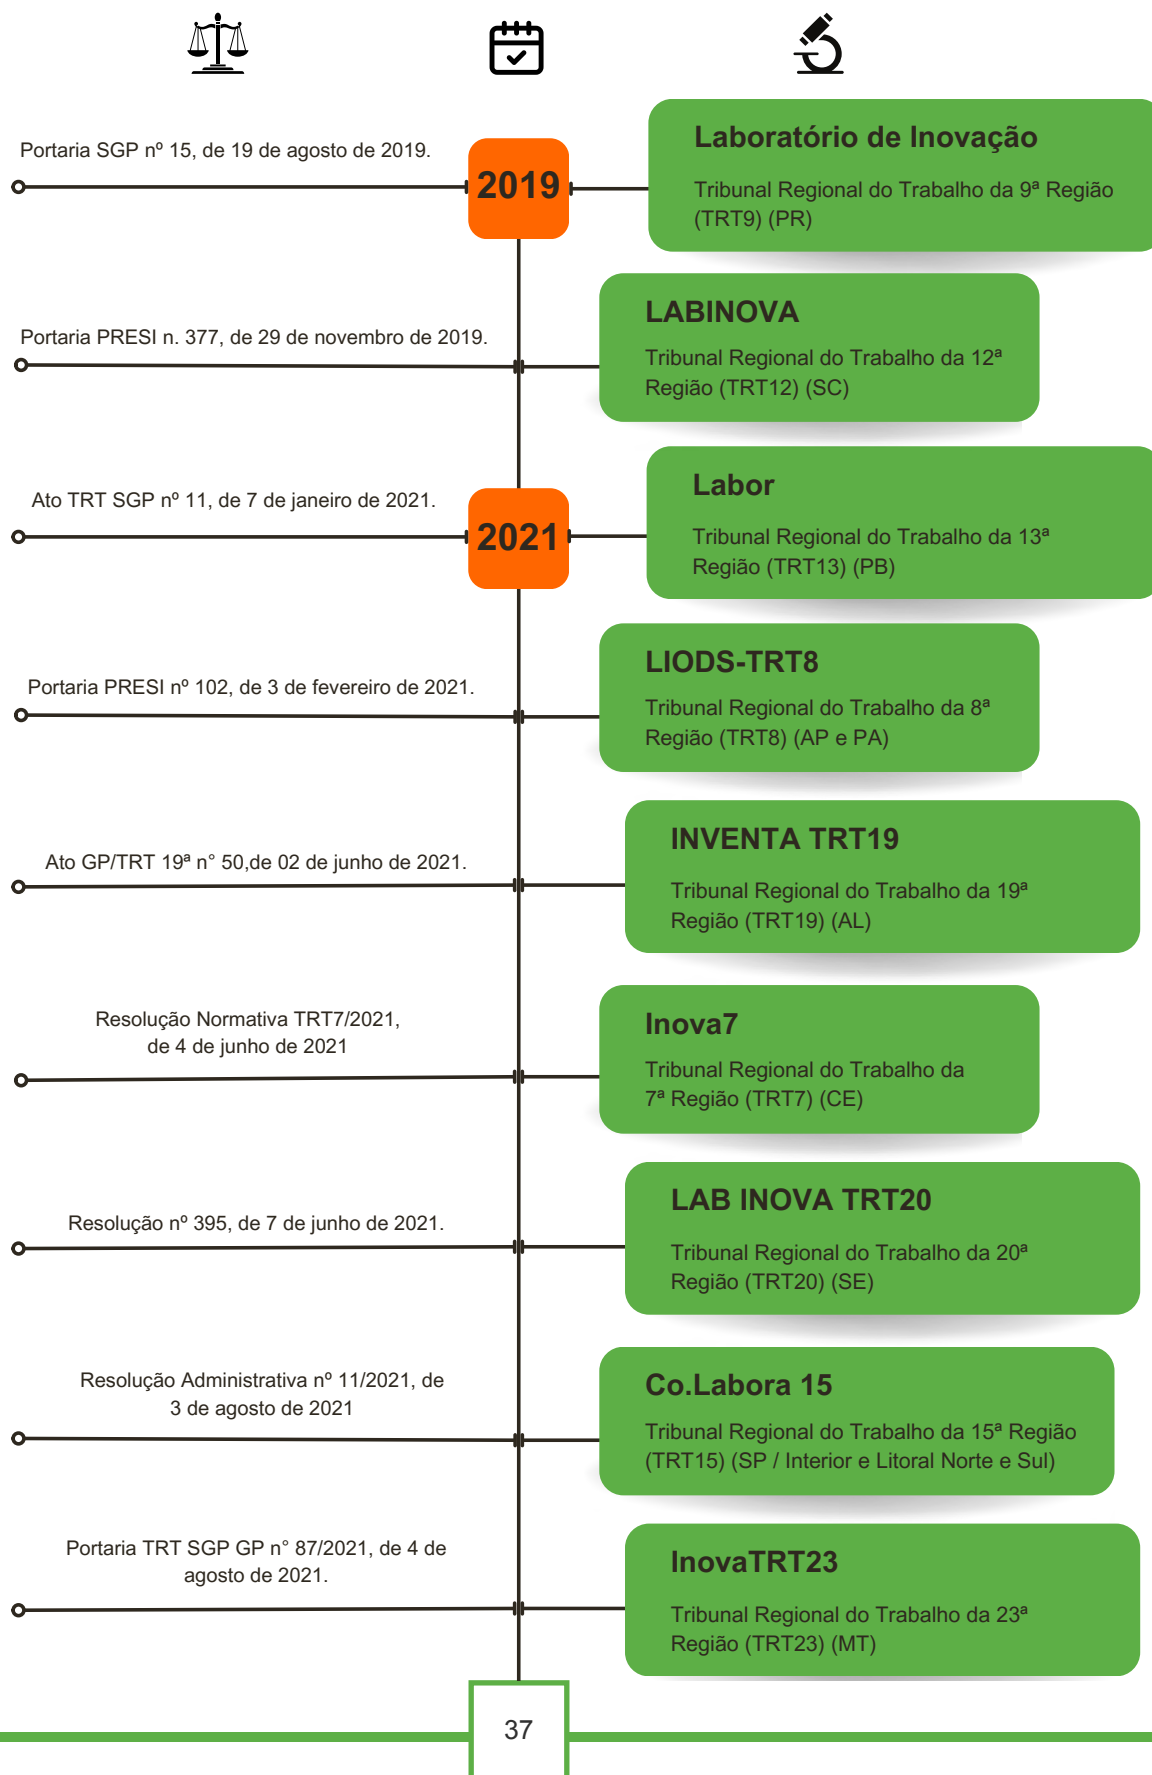 Portaria SGP nº 15, de 19 de agosto de 2019.
2019
Laboratório de Inovação
Tribunal Regional do Trabalho da 9ª Região
(TRT9) (PR)
Portaria PRESI n. 377, de 29 de novembro de 2019.
LABINOVA
Tribunal Regional do Trabalho da 12ª
Região (TRT12) (SC)
Ato TRT SGP nº 11, de 7 de janeiro de 2021.
2021
Labor
Tribunal Regional do Trabalho da 13ª
Região (TRT13) (PB)
Portaria PRESI nº 102, de 3 de fevereiro de 2021.
LIODS-TRT8
Tribunal Regional do Trabalho da 8ª
Região (TRT8) (AP e PA)
Ato GP/TRT 19ª n° 50,de 02 de junho de 2021.
INVENTA TRT19
Tribunal Regional do Trabalho da 19ª
Região (TRT19) (AL)
Resolução Normativa TRT7/2021,
de 4 de junho de 2021
Inova7
Tribunal Regional do Trabalho da
7ª Região (TRT7) (CE)
Resolução nº 395, de 7 de junho de 2021.
LAB INOVA TRT20
Tribunal Regional do Trabalho da 20ª
Região (TRT20) (SE)
Resolução Administrativa nº 11/2021, de
3 de agosto de 2021
Co.Labora 15
Tribunal Regional do Trabalho da 15ª Região
(TRT15) (SP / Interior e Litoral Norte e Sul)
Portaria TRT SGP GP n° 87/2021, de 4 de
agosto de 2021.
InovaTRT23
Tribunal Regional do Trabalho da 23ª
Região (TRT23) (MT)
37